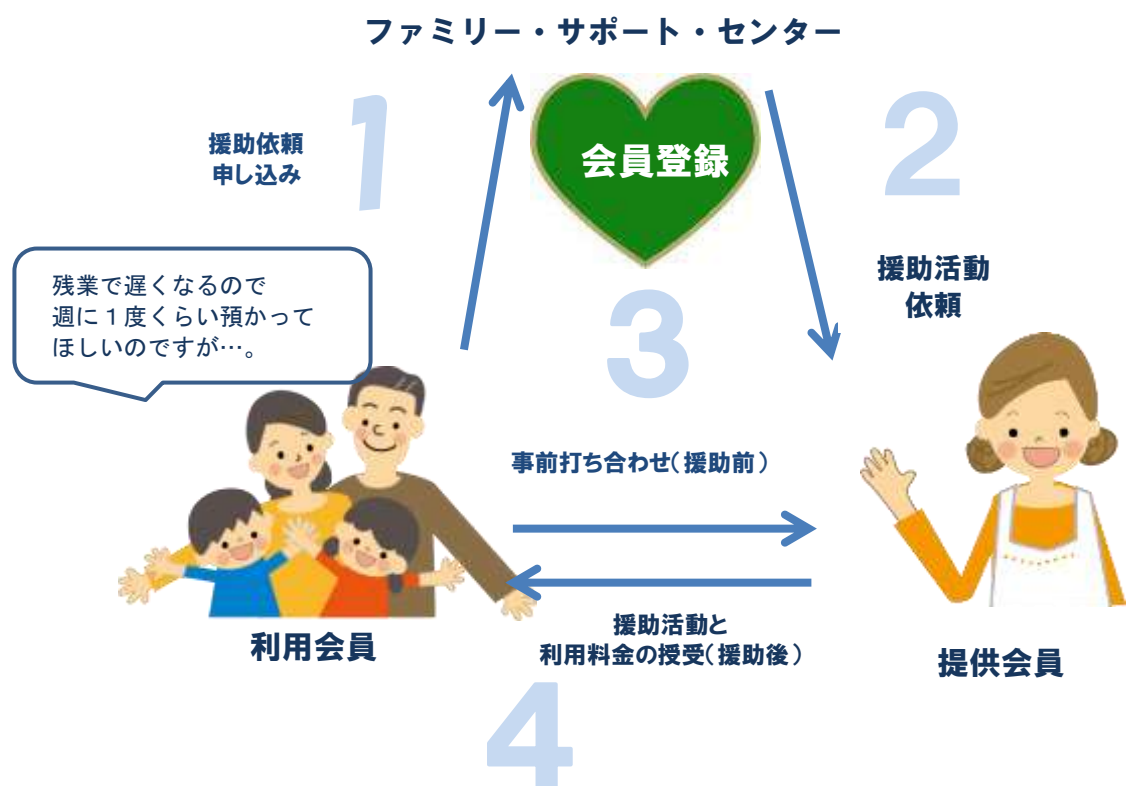 ファミリー・サポート・センター
1
援助依頼
申し込み
会員登録
2
援助活動
依頼
残業で遅くなるので
週に１度くらい預かって
ほしいのですが…。
3
事前打ち合わせ(援助前)
援助活動と
利用料金の授受(援助後)
利用会員
提供会員
4